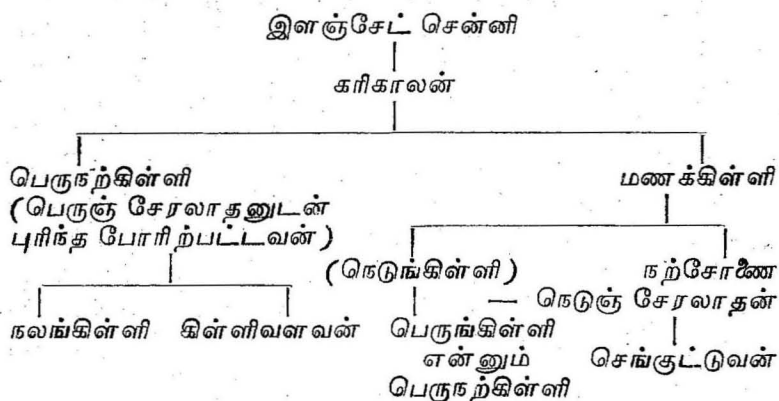 இளஞ்சேட் சென்னி
கரிகாலன்
பெருநற்கிள்ளி
(பெருஞ் சேரலாதனுடன்
புரிந்த போரிற்பட்டவன்)
மணக்கிள்ளி
நலங்கிள்ளி கிள்ளிவளவன்
(நெடுங்கிள்ளி) நற்சோணை
— நெடுஞ் சேரலாதன்
பெருங்கிள்ளி
என்னும்
பெருநற்கிள்ளி
செங்குட்டுவன்